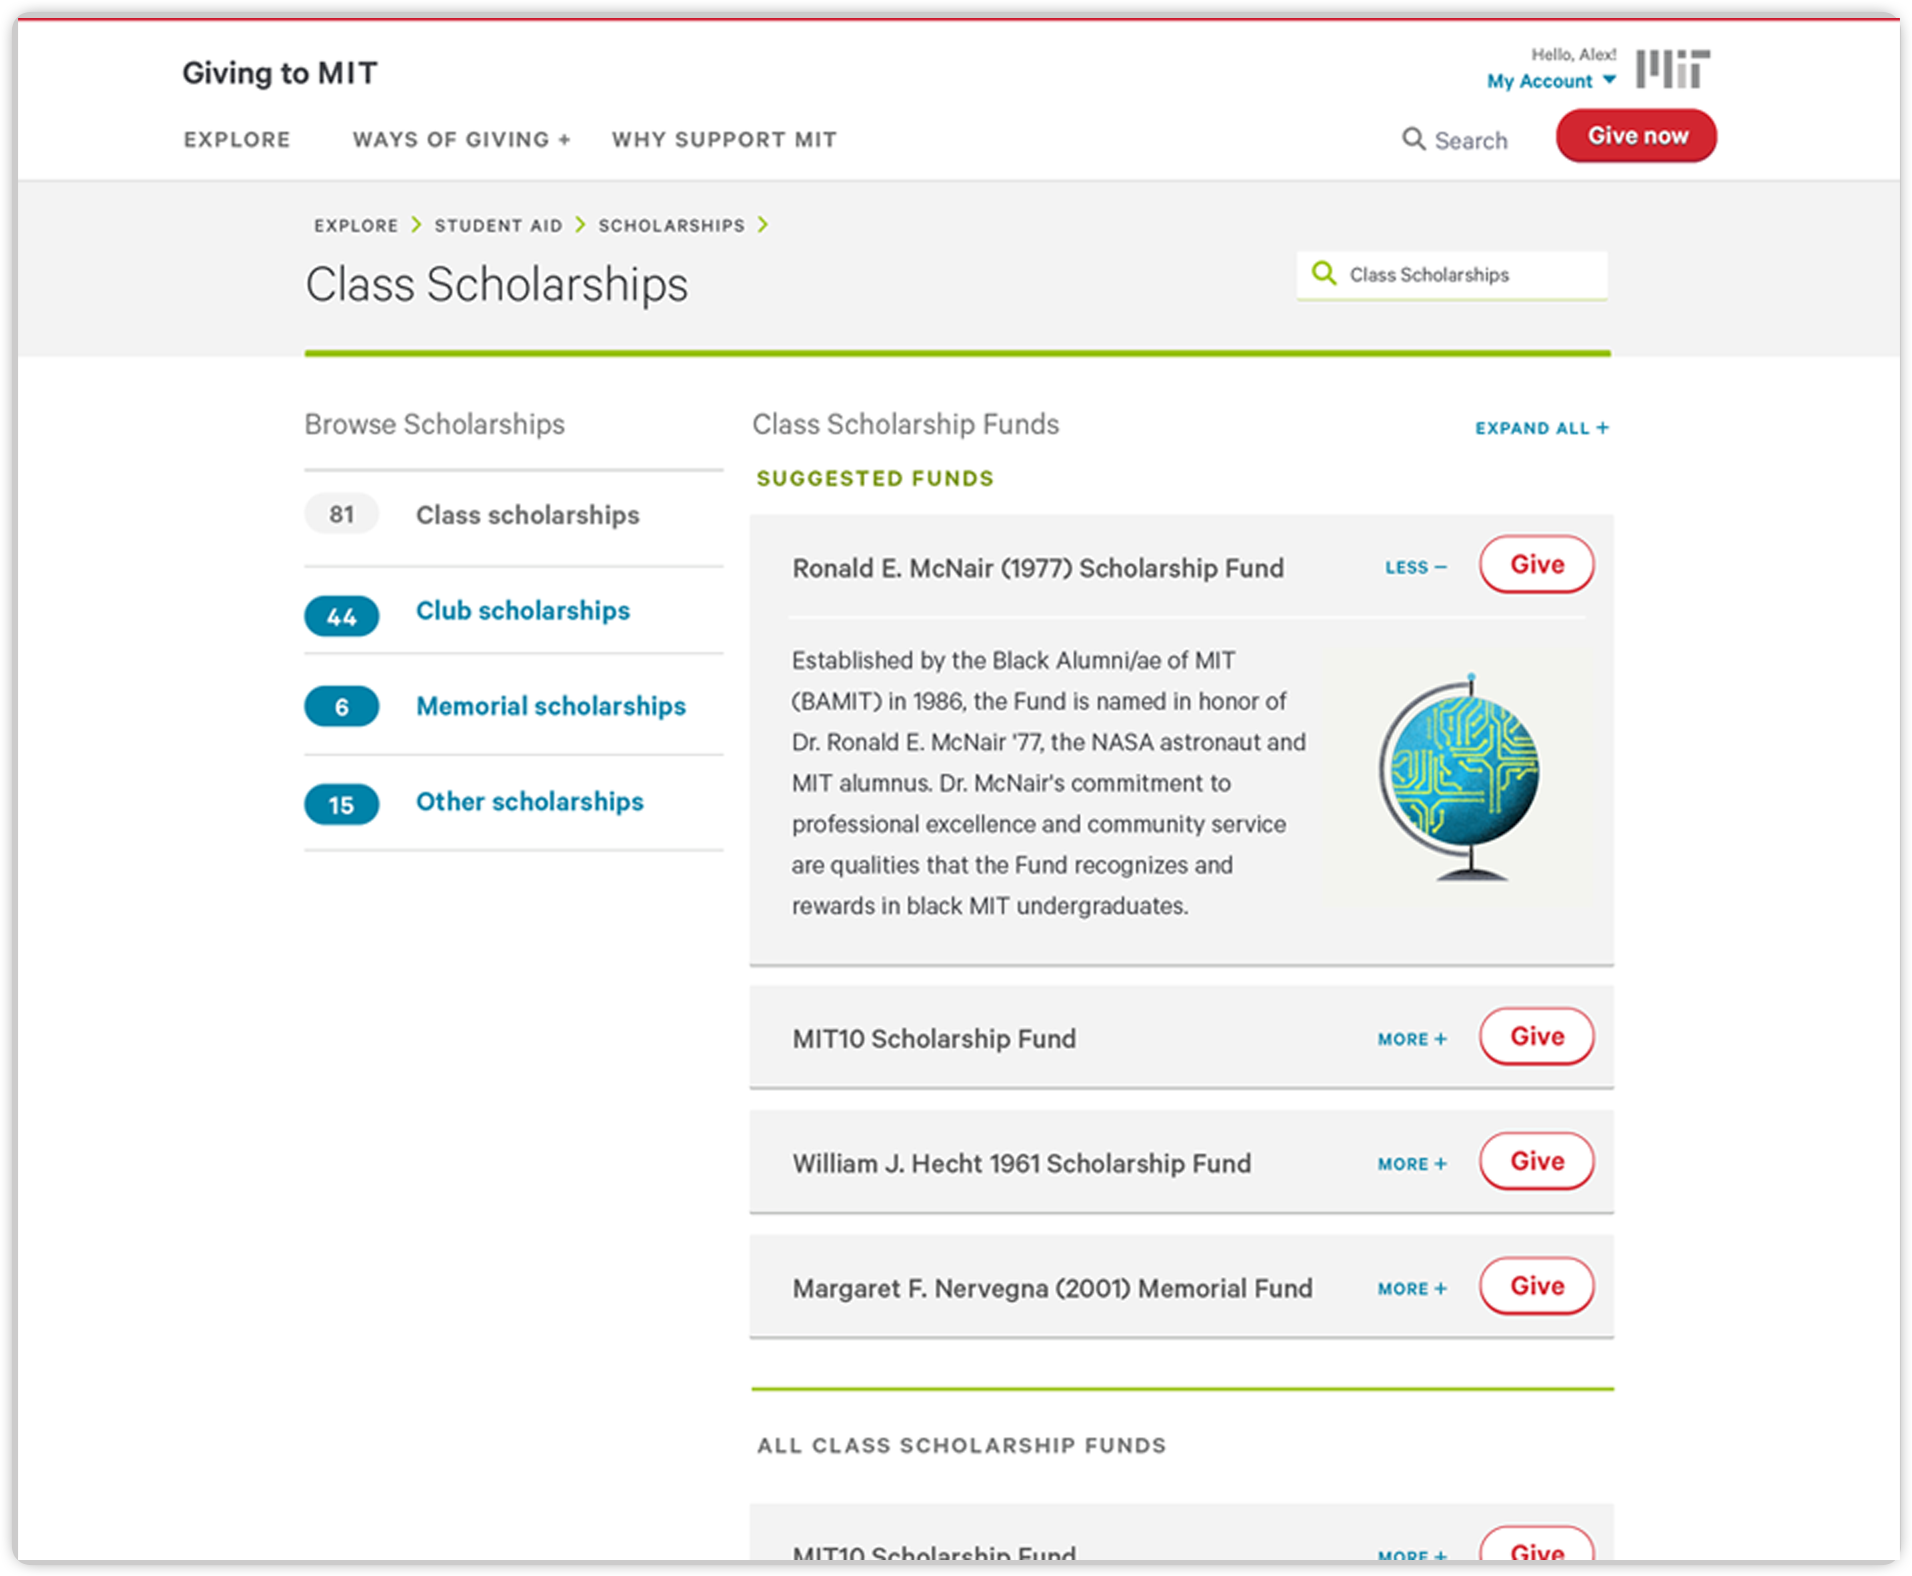 Giving to MIT
Hello, Alex!
My Account
MIT
EXPLORE
WAYS OF GIVING +
WHY SUPPORT MIT
Search
Give now
EXPLORE > STUDENT AID > SCHOLARSHIPS >
Class Scholarships
Class Scholarships
Browse Scholarships
81 Class scholarships
44 Club scholarships
6 Memorial scholarships
15 Other scholarships
Class Scholarship Funds
EXPAND ALL +
SUGGESTED FUNDS
Ronald E. McNair (1977) Scholarship Fund
LESS –
Give
Established by the Black Alumni/ae of MIT
(BAMIT) in 1986, the Fund is named in honor of
Dr. Ronald E. McNair '77, the NASA astronaut and
MIT alumnus. Dr. McNair's commitment to
professional excellence and community service
are qualities that the Fund recognizes and
rewards in black MIT undergraduates.
MIT10 Scholarship Fund
MORE +
Give
William J. Hecht 1961 Scholarship Fund
MORE +
Give
Margaret F. Nervegna (2001) Memorial Fund
MORE +
Give
ALL CLASS SCHOLARSHIP FUNDS
MIT10 Scholarship Fund
MORE +
Give